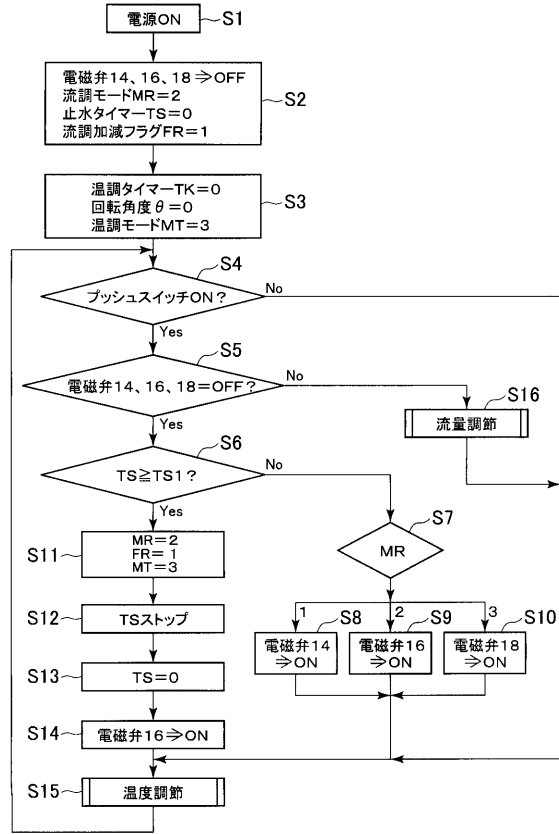 電源ON
S1
電磁弁14、16、18⇒OFF
流調モードMR=2
止水タイマーTS=0
流調加減フラグFR=1
S2
温調タイマーTK=0
回転角度θ=0
温調モードMT=3
S3
S4
プッシュスイッチON?
No
Yes
S5
電磁弁14、16、18=OFF?
No
Yes
S16
流量調節
S6
TS≧TS1?
No
Yes
S7
MR
S11
MR=2
FR=1
MT=3
1
S8
2
S9
3
S10
電磁弁14
⇒ON
電磁弁16
⇒ON
電磁弁18
⇒ON
S12
TSストップ
S13
TS=0
S14
電磁弁16⇒ON
S15
温度調節